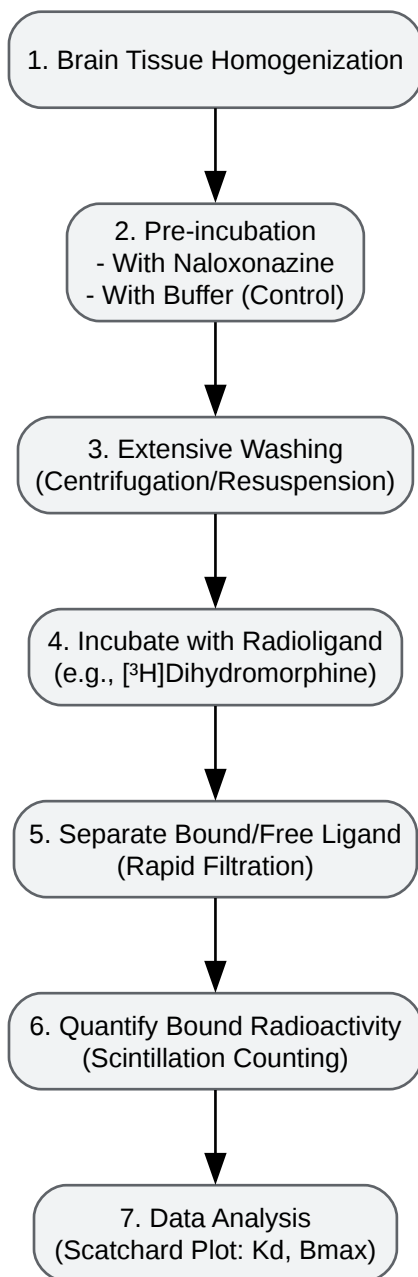 1. Brain Tissue Homogenization
2. Pre-incubation
- With Naloxonazine
- With Buffer (Control)
3. Extensive Washing
(Centrifugation/Resuspension)
4. Incubate with Radioligand
(e.g., [³H]Dihydromorphine)
5. Separate Bound/Free Ligand
(Rapid Filtration)
6. Quantify Bound Radioactivity
(Scintillation Counting)
7. Data Analysis
(Scatchard Plot: Kd, Bmax)